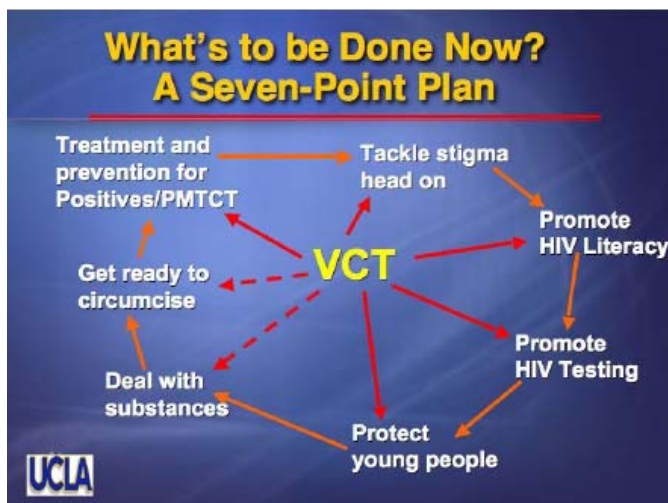 What's to be Done Now?
A Seven-Point Plan
Treatment and
prevention for
Positives/PMTCT
Tackle stigma
head on
Promote
HIV Literacy
VCT
Get ready to
circumcise
Promote
HIV Testing
Deal with
substances
Protect
young people
UCLA